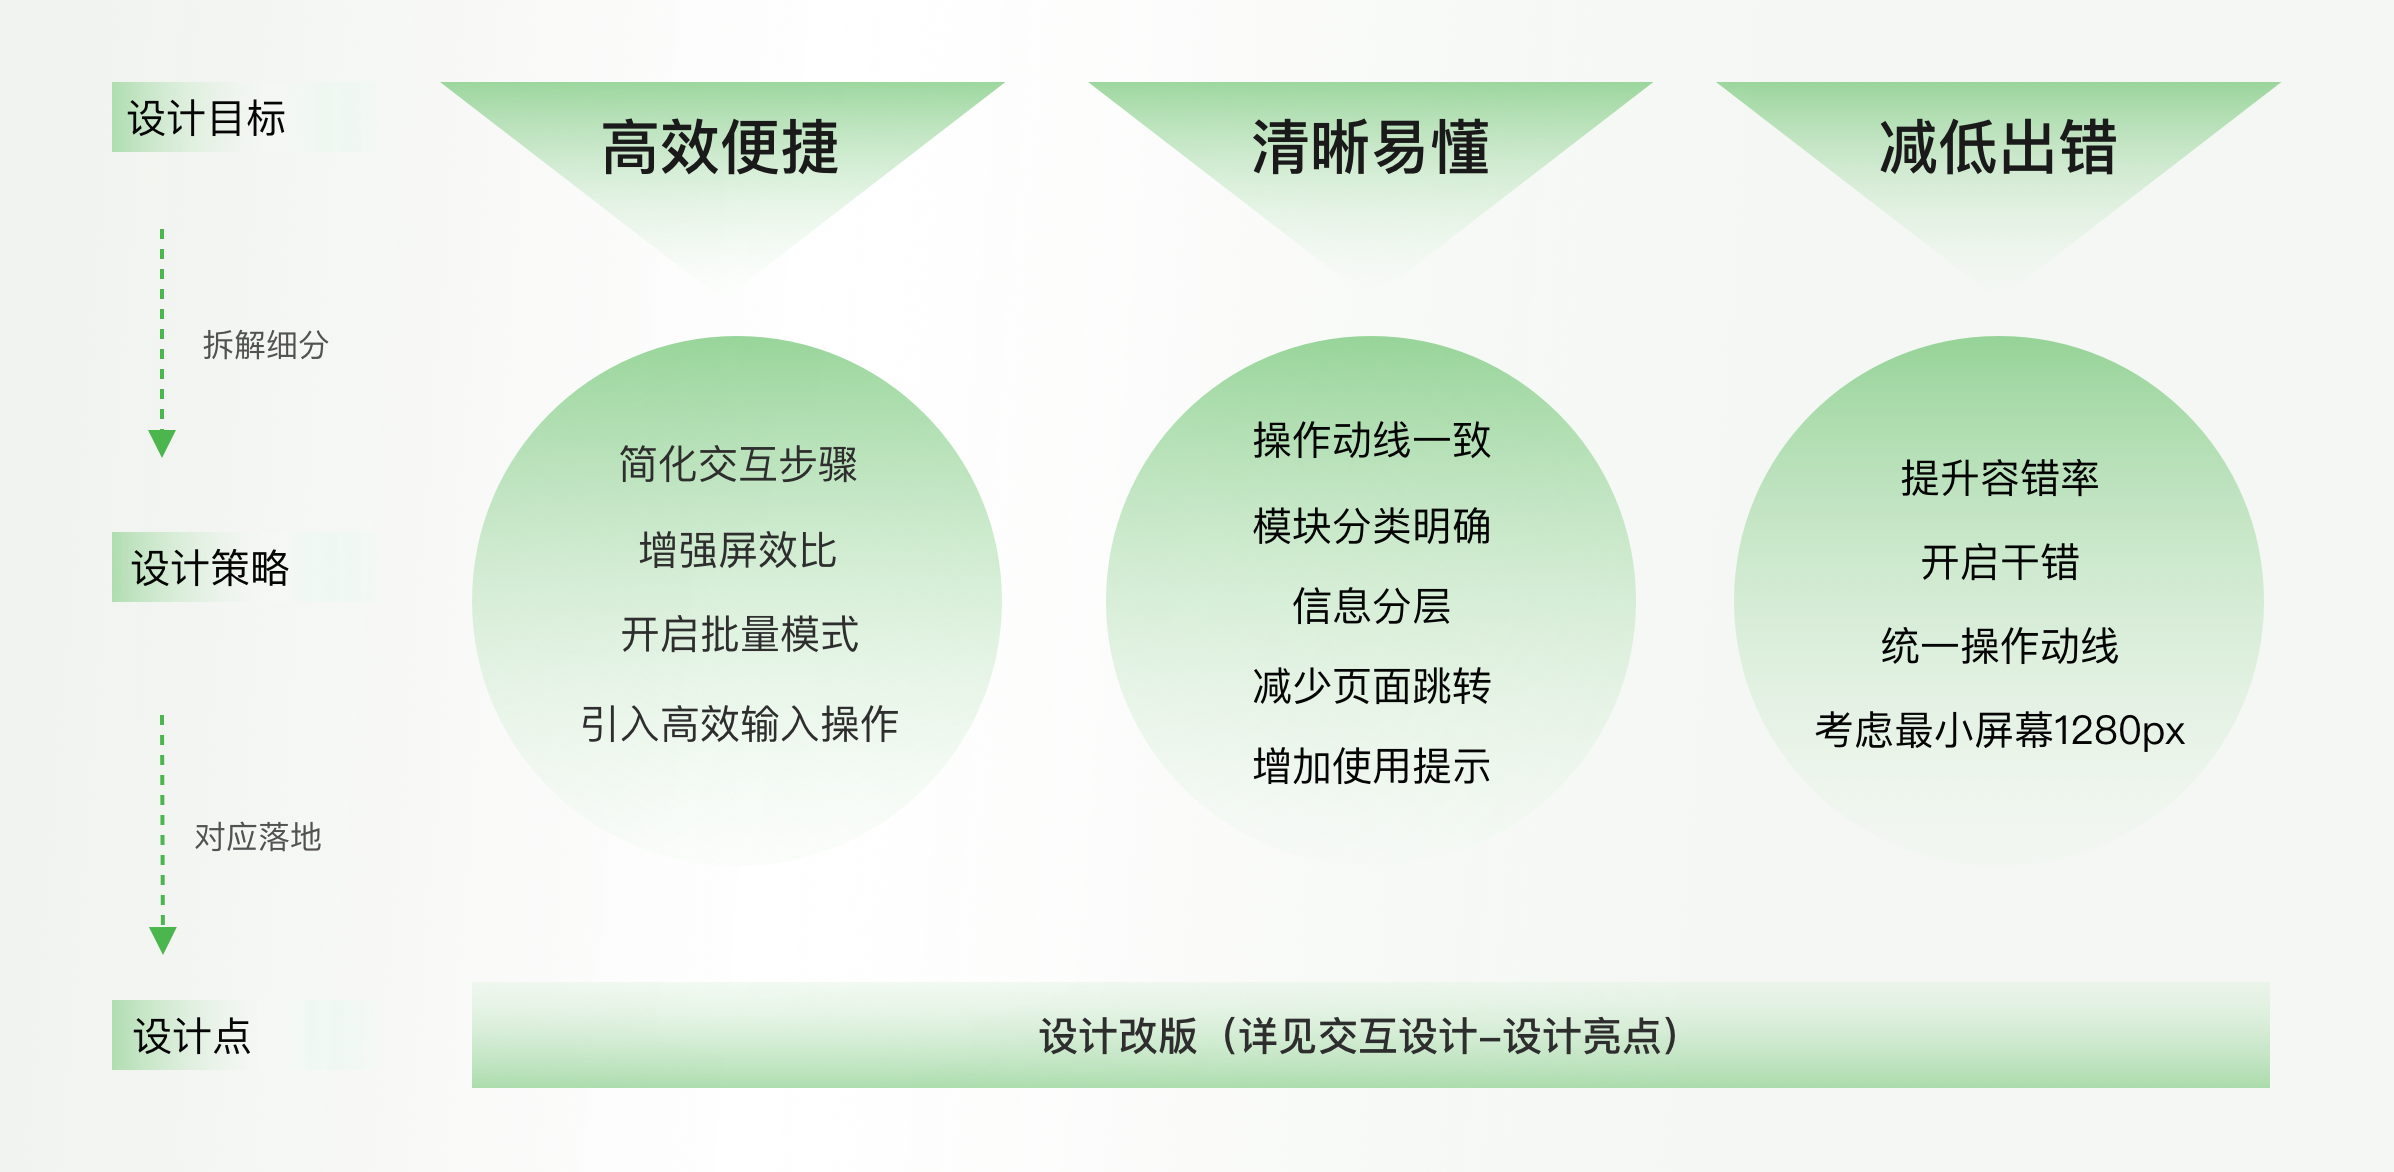 设计目标
高效便捷
清晰易懂
减低出错
拆解细分
设计策略
简化交互步骤
增强屏效比
开启批量模式
引入高效输入操作
操作动线一致
模块分类明确
信息分层
减少页面跳转
增加使用提示
提升容错率
开启干错
统一操作动线
考虑最小屏幕1280px
对应落地
设计点
设计改版（详见交互设计–设计亮点）